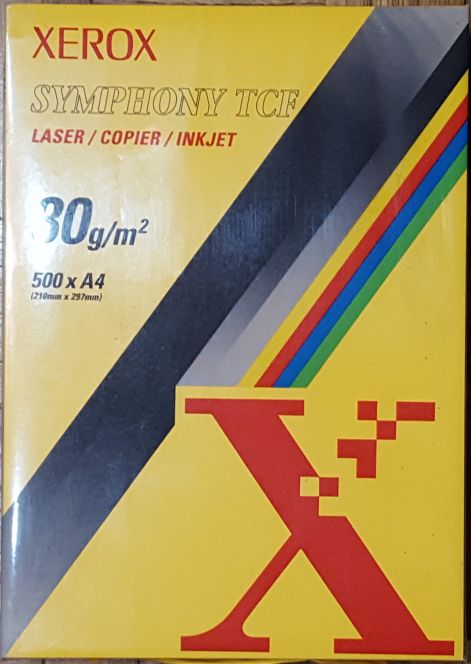 XEROX
SYMPHONY TCF
LASER / COPIER / INKJET
80g/m²
500 x A4
(210mm x 297mm)
X